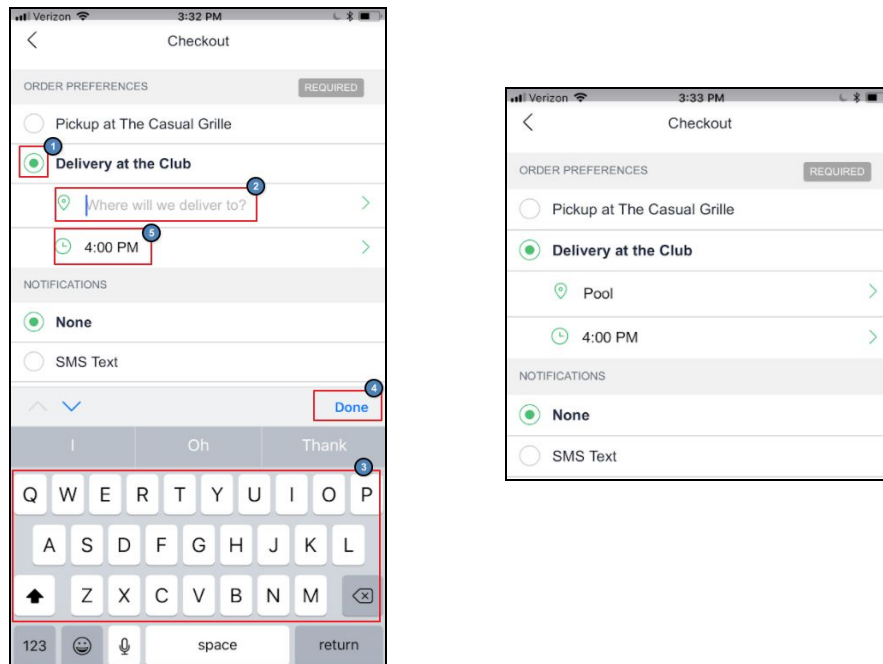 Verizon 3:32 PM
Checkout
ORDER PREFERENCES REQUIRED
Pickup at The Casual Grille
1
Delivery at the Club
2
Where will we deliver to?
5
4:00 PM
NOTIFICATIONS
None
SMS Text
4
Done
I Oh Thank
3
Q W E R T Y U I O P
A S D F G H J K L
Z X C V B N M
123 space return
Verizon 3:33 PM
Checkout
ORDER PREFERENCES REQUIRED
Pickup at The Casual Grille
Delivery at the Club
Pool
4:00 PM
NOTIFICATIONS
None
SMS Text